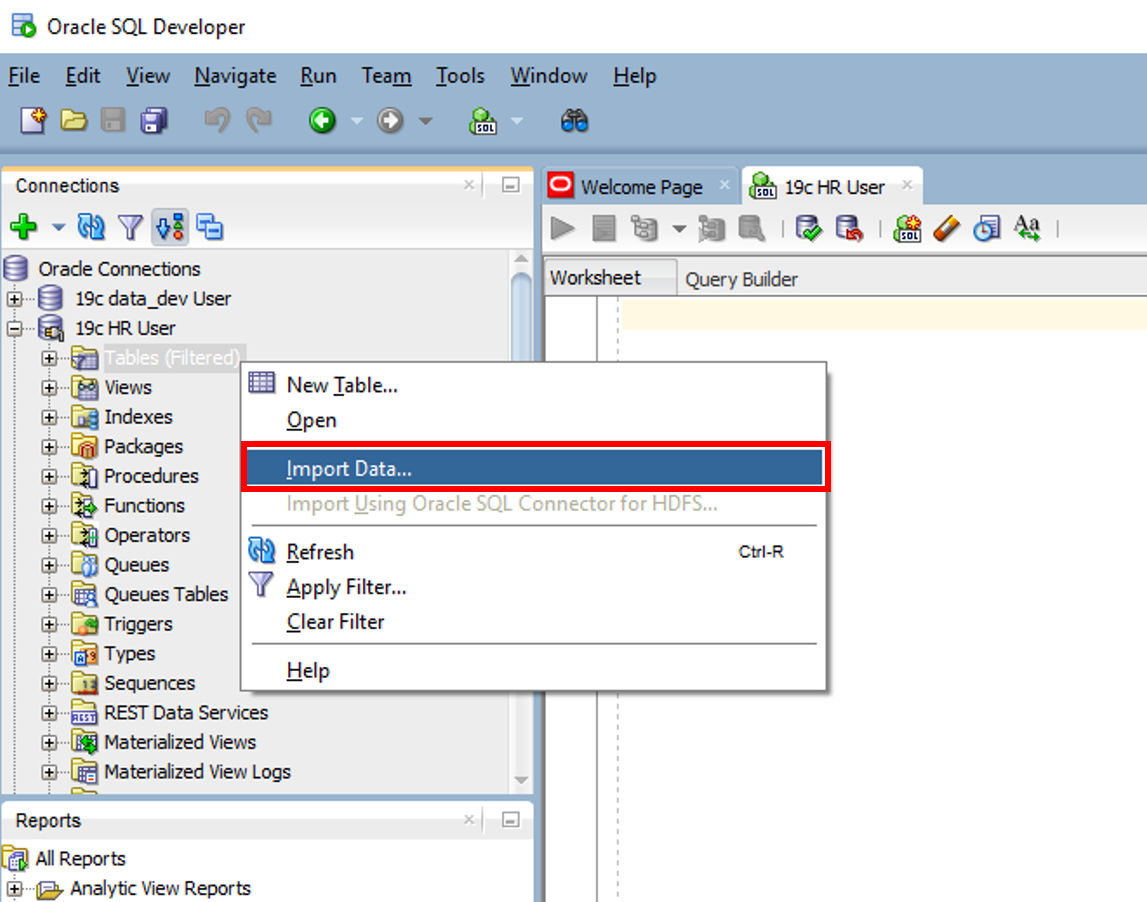 Oracle SQL Developer
File Edit View Navigate Run Team Tools Window Help
SQL
Connections
Welcome Page
SQL 19c HR User
SQL
Aa
Worksheet
Query Builder
Oracle Connections
19c data_dev User
19c HR User
Tables (Filtered)
Views
Indexes
Packages
Procedures
Functions
Operators
Queues
Queues Tables
Triggers
Types
Sequences
REST Data Services
Materialized Views
Materialized View Logs
New Table...
Open
Import Data...
Import Using Oracle SQL Connector for HDFS...
Refresh Ctrl-R
Apply Filter...
Clear Filter
Help
Reports
All Reports
Analytic View Reports